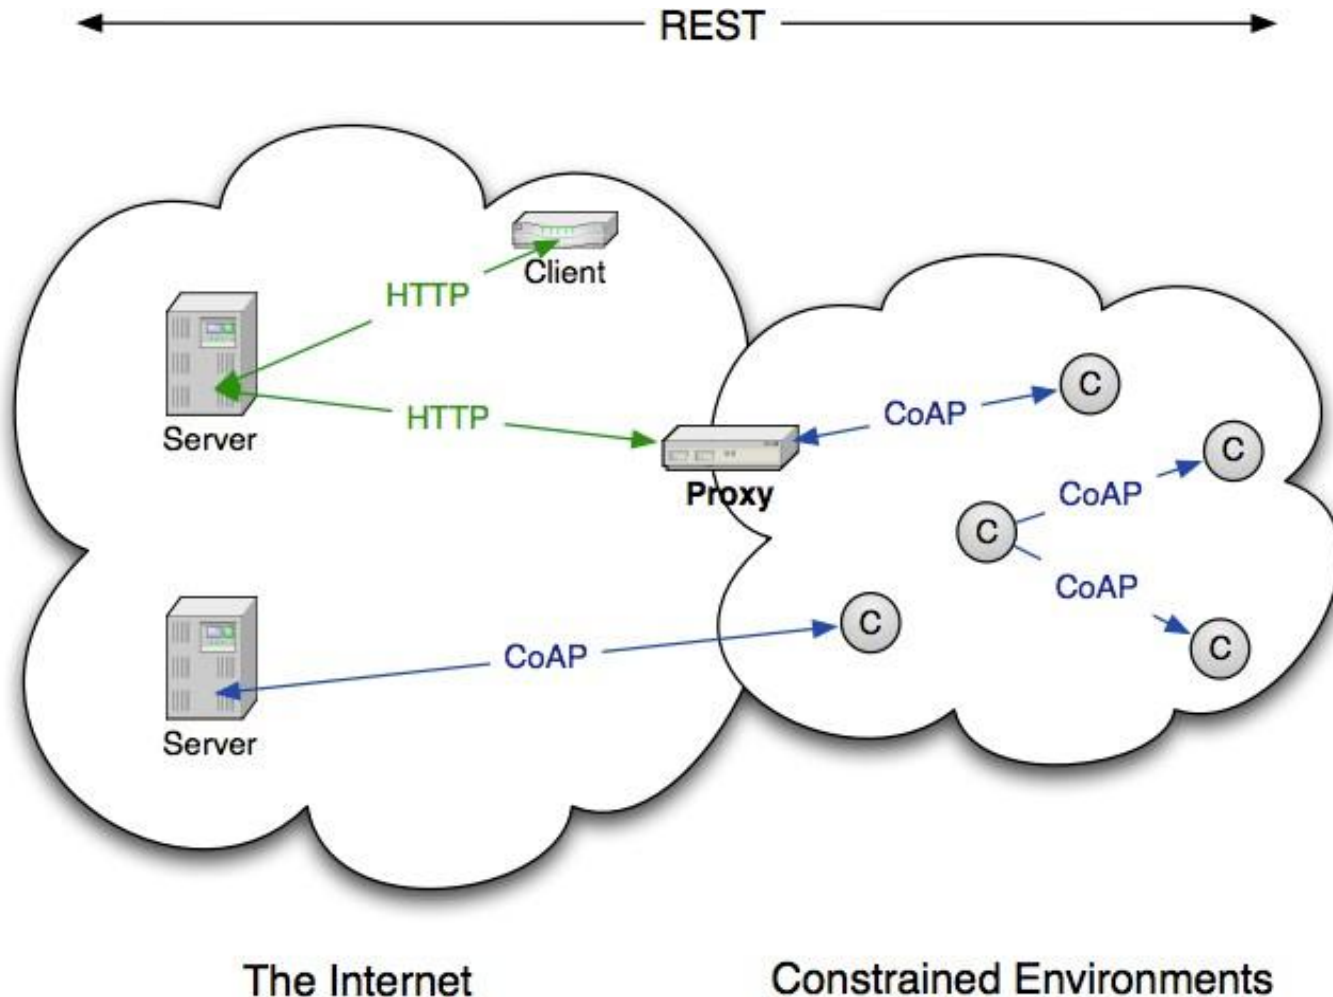 REST
Client
HTTP
Server
HTTP
Proxy
CoAP
C
C
CoAP
C
CoAP
C
C
CoAP
Server
The Internet
Constrained Environments